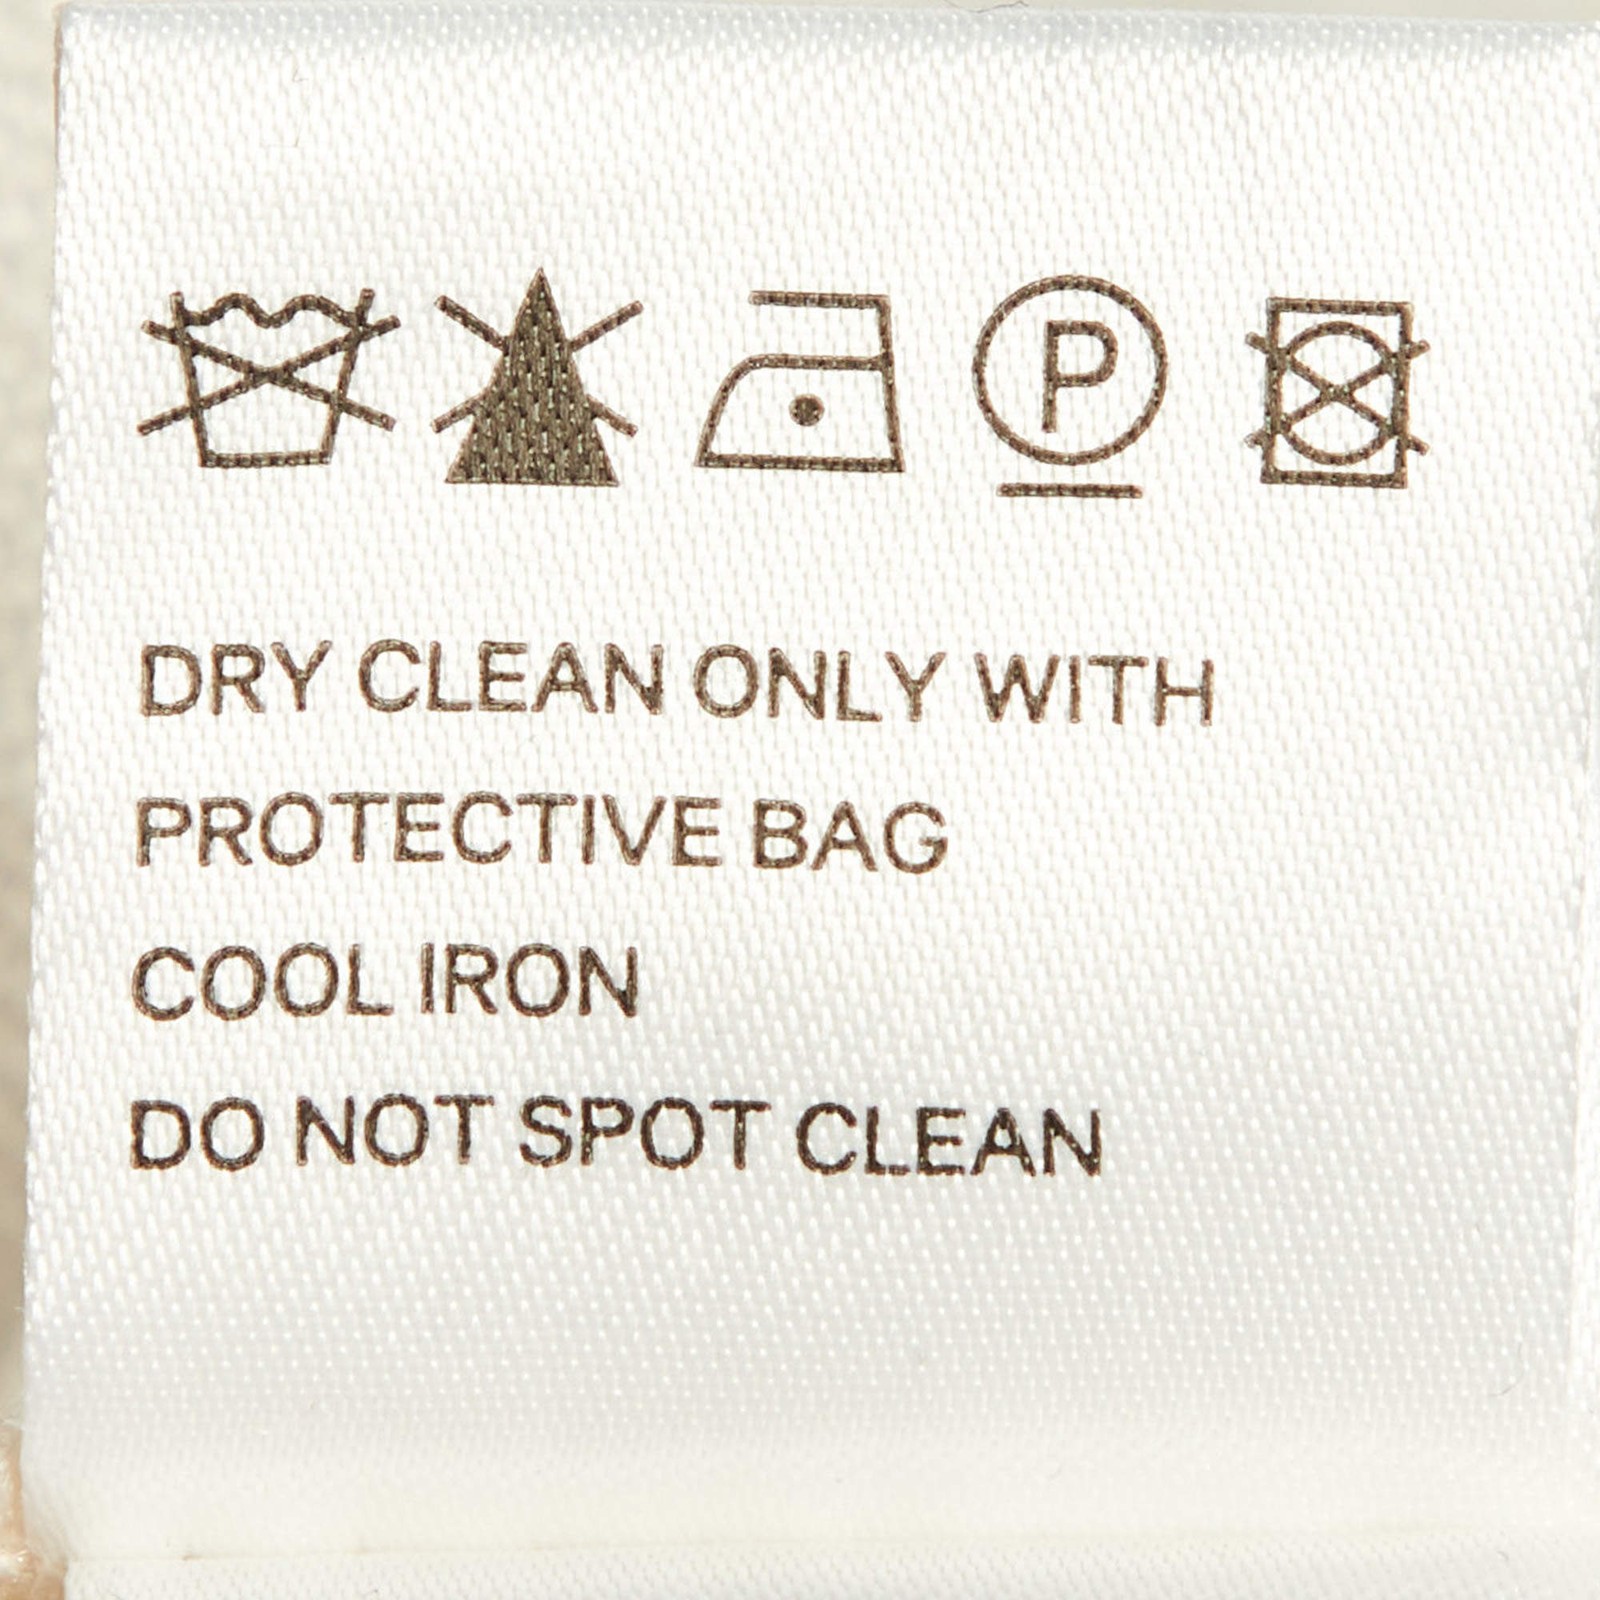 P
DRY CLEAN ONLY WITH
PROTECTIVE BAG
COOL IRON
DO NOT SPOT CLEAN